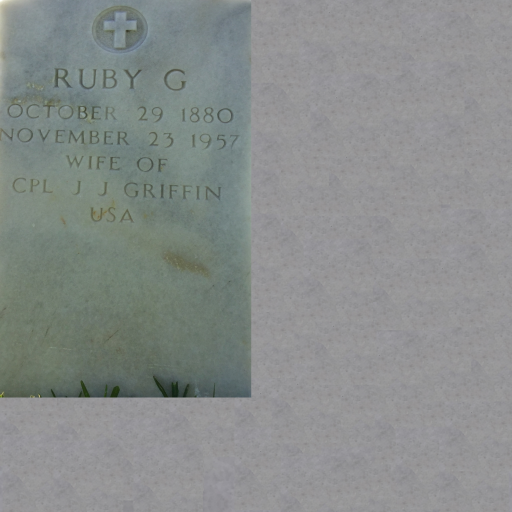 RUBY G
OCTOBER 29 1880
NOVEMBER 23 1957
WIFE OF
CPL J J GRIFFIN
USA